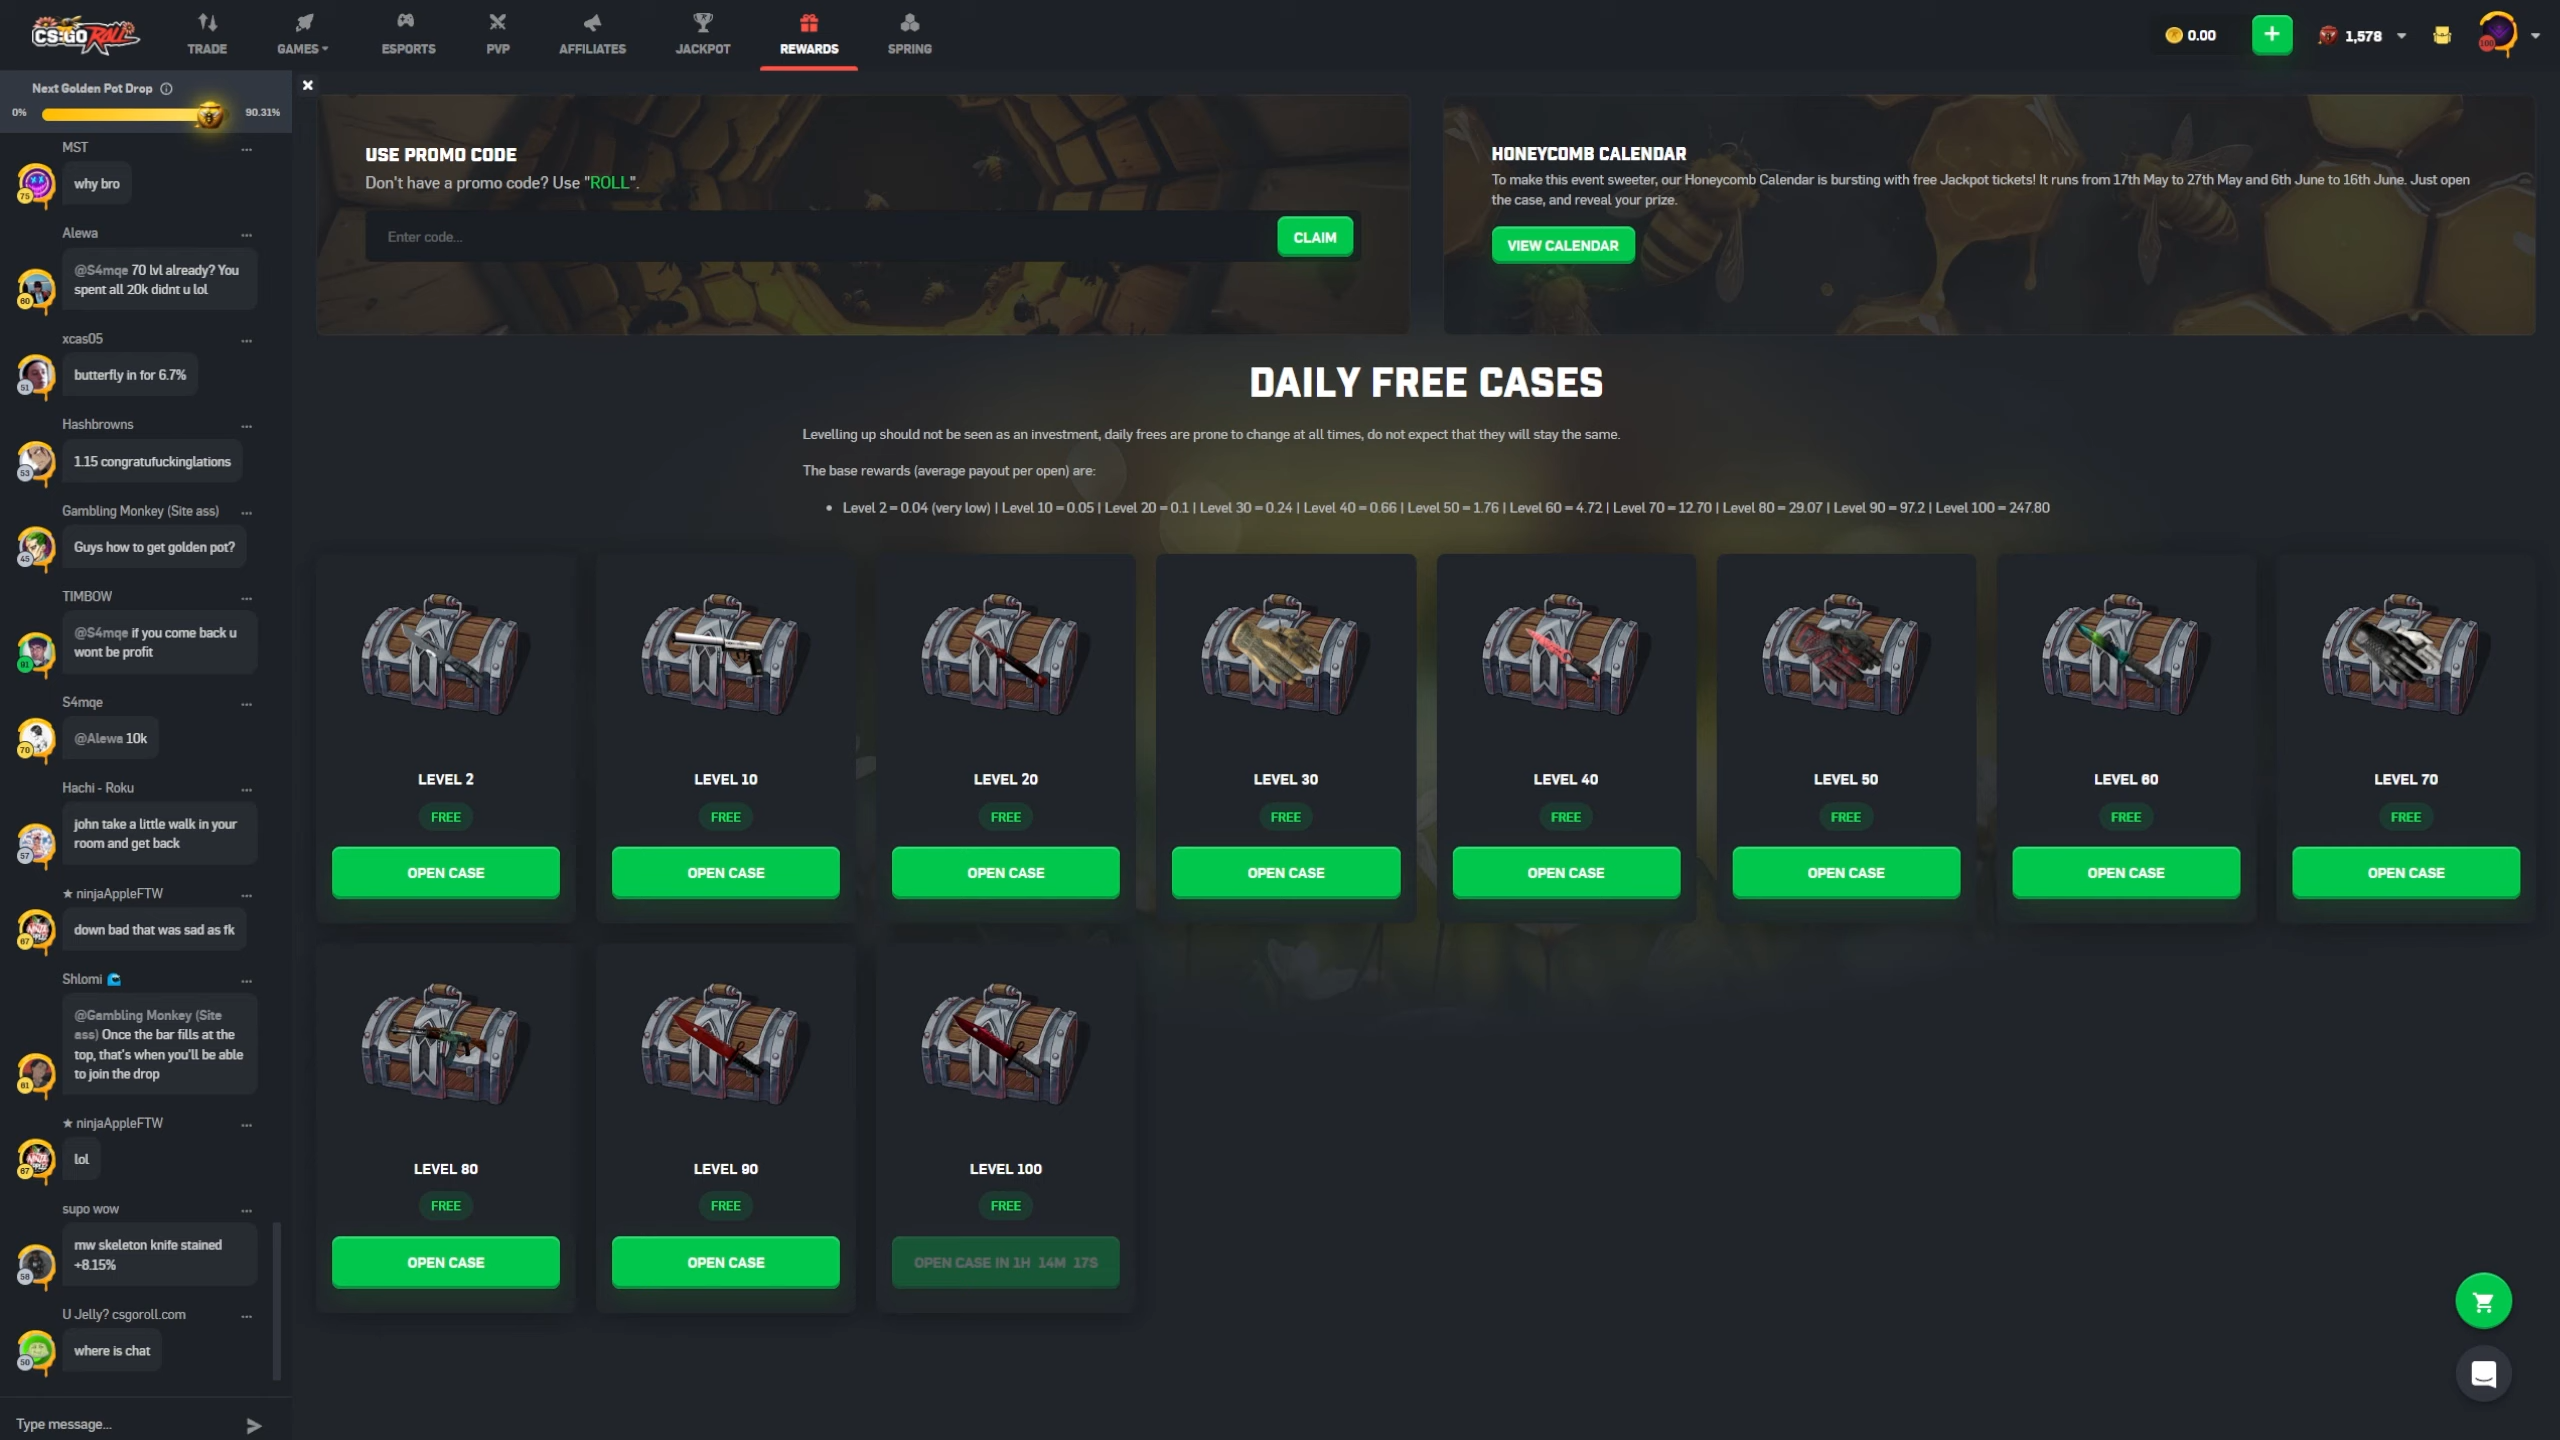 CS:GO ROLL
TRADE
GAMES
ESPORTS
PVP
AFFILIATES
JACKPOT
REWARDS
SPRING
0.00
+
1,578
100
Next Golden Pot Drop
0%
90.31%
MST
75
why bro
Alewa
60
@S4mqe 70 lvl already? You
spent all 20k didnt u lol
xcas05
51
butterfly in for 6.7%
Hashbrowns
53
1.15 congratufuckinglations
Gambling Monkey (Site ass)
45
Guys how to get golden pot?
TIMBOW
91
@S4mqe if you come back u
wont be profit
S4mqe
70
@Alewa 10k
Hachi - Roku
57
john take a little walk in your
room and get back
★ ninjaAppleFTW
67
down bad that was sad as fk
Shlomi
61
@Gambling Monkey (Site
ass) Once the bar fills at the
top, that's when you'll be able
to join the drop
★ ninjaAppleFTW
67
lol
supo wow
58
mw skeleton knife stained
+8.15%
U Jelly? csgoroll.com
50
where is chat
Type message...
USE PROMO CODE
Don't have a promo code? Use "ROLL".
Enter code...
CLAIM
HONEYCOMB CALENDAR
To make this event sweeter, our Honeycomb Calendar is bursting with free Jackpot tickets! It runs from 17th May to 27th May and 6th June to 16th June. Just open
the case, and reveal your prize.
VIEW CALENDAR
DAILY FREE CASES
Levelling up should not be seen as an investment, daily frees are prone to change at all times, do not expect that they will stay the same.
The base rewards (average payout per open) are:
• Level 2 = 0.04 (very low) | Level 10 = 0.05 | Level 20 = 0.1 | Level 30 = 0.24 | Level 40 = 0.66 | Level 50 = 1.76 | Level 60 = 4.72 | Level 70 = 12.70 | Level 80 = 29.07 | Level 90 = 97.2 | Level 100 = 247.80
LEVEL 2
FREE
OPEN CASE
LEVEL 10
FREE
OPEN CASE
LEVEL 20
FREE
OPEN CASE
LEVEL 30
FREE
OPEN CASE
LEVEL 40
FREE
OPEN CASE
LEVEL 50
FREE
OPEN CASE
LEVEL 60
FREE
OPEN CASE
LEVEL 70
FREE
OPEN CASE
LEVEL 80
FREE
OPEN CASE
LEVEL 90
FREE
OPEN CASE
LEVEL 100
FREE
OPEN CASE IN 1H 14M 17S